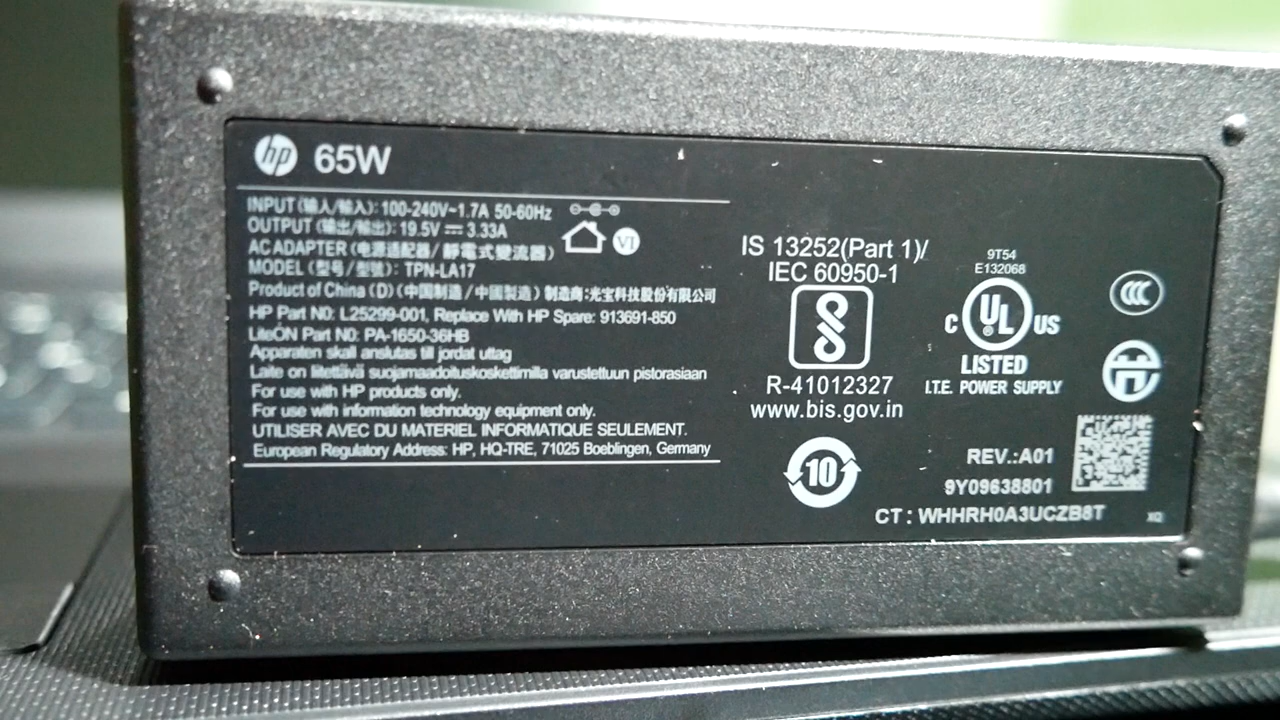 hp 65W
INPUT(输入/輸入): 100-240V~1.7A 50-60Hz
OUTPUT(输出/輸出): 19.5V⎓3.33A
AC ADAPTER(电源适配器/靜電式變流器)
VI
MODEL(型号/型號): TPN-LA17
Product of China (D)(中国制造/中國製造)制造商:光宝科技股份有限公司
HP Part N0: L25299-001, Replace With HP Spare: 913691-850
LiteON Part N0: PA-1650-36HB
Apparaten skall anslutas till jordat uttag
Laite on liitettävä suojamaadoituskoskettimilla varustettuun pistorasiaan
For use with HP products only.
For use with information technology equipment only.
UTILISER AVEC DU MATERIEL INFORMATIQUE SEULEMENT.
European Regulatory Address: HP, HQ-TRE, 71025 Boeblingen, Germany
IS 13252(Part 1)/
IEC 60950-1
R-41012327
www.bis.gov.in
10
9T54
E132068
C UL US
LISTED
I.T.E. POWER SUPPLY
CCC
REV.:A01
9Y09638801
CT: WHHRH0A3UCZB8T
XQ